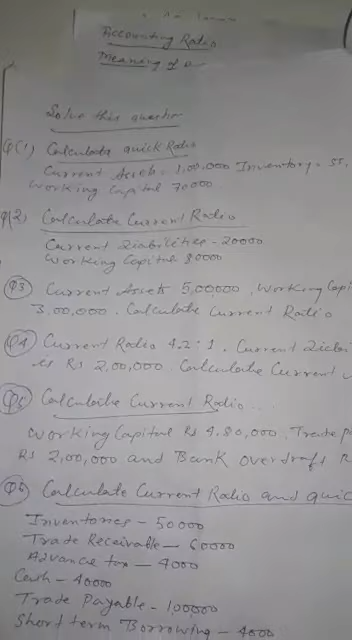 Accounting Ratio
Meaning of
Solve this question
Q(1) Calculate quick Ratio
Current Assets - 1,00,000 Inventory - 55,
Working Capital 70000
Q(2) Calculate Current Ratio
Current Liabilities - 20000
Working Capital 80000
Q3 Current Assets 5,00,000, Working Capi
3,00,000. Calculate Current Ratio
Q4 Current Ratio 4.2:1. Current Liabi
is Rs 2,00,000. Calculate Current
Q5 Calculate Current Ratio..
Working Capital Rs 4,80,000, Trade p
Rs 2,00,000 and Bank overdraft R
Q6 Calculate Current Ratio and quic
Inventories - 50000
Trade Receivable - 60000
Advance tax - 4000
Cash - 40000
Trade Payable - 100000
Short term Borrowing - 4000